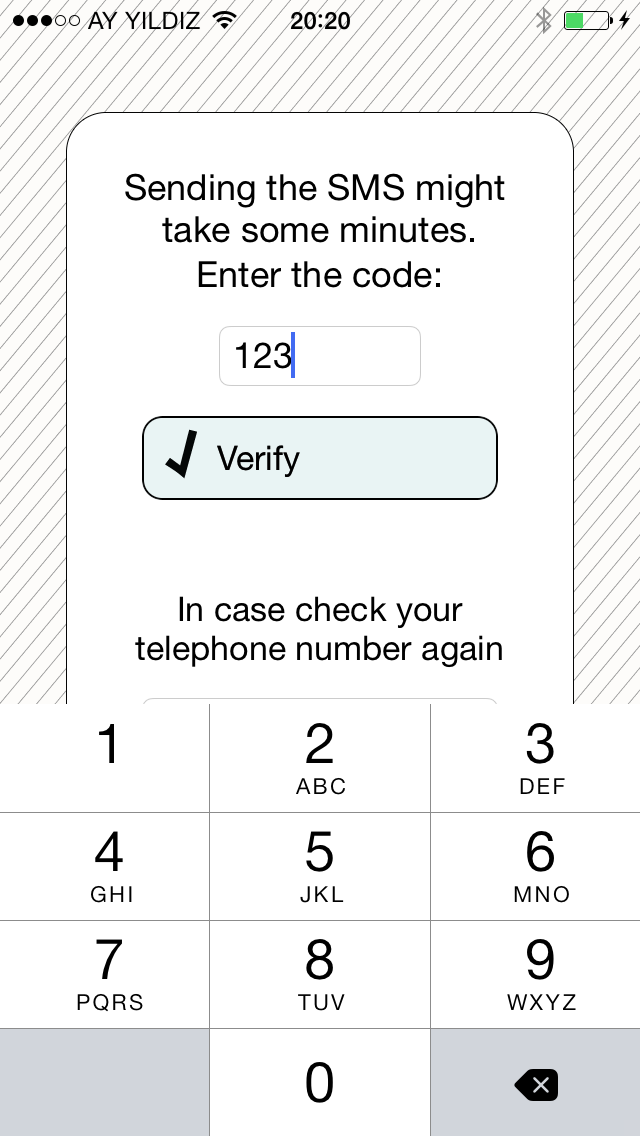 AY YILDIZ 20:20
Sending the SMS might
take some minutes.
Enter the code:
123
Verify
In case check your
telephone number again
1 2 3
ABC DEF
4 5 6
GHI JKL MNO
7 8 9
PQRS TUV WXYZ
0